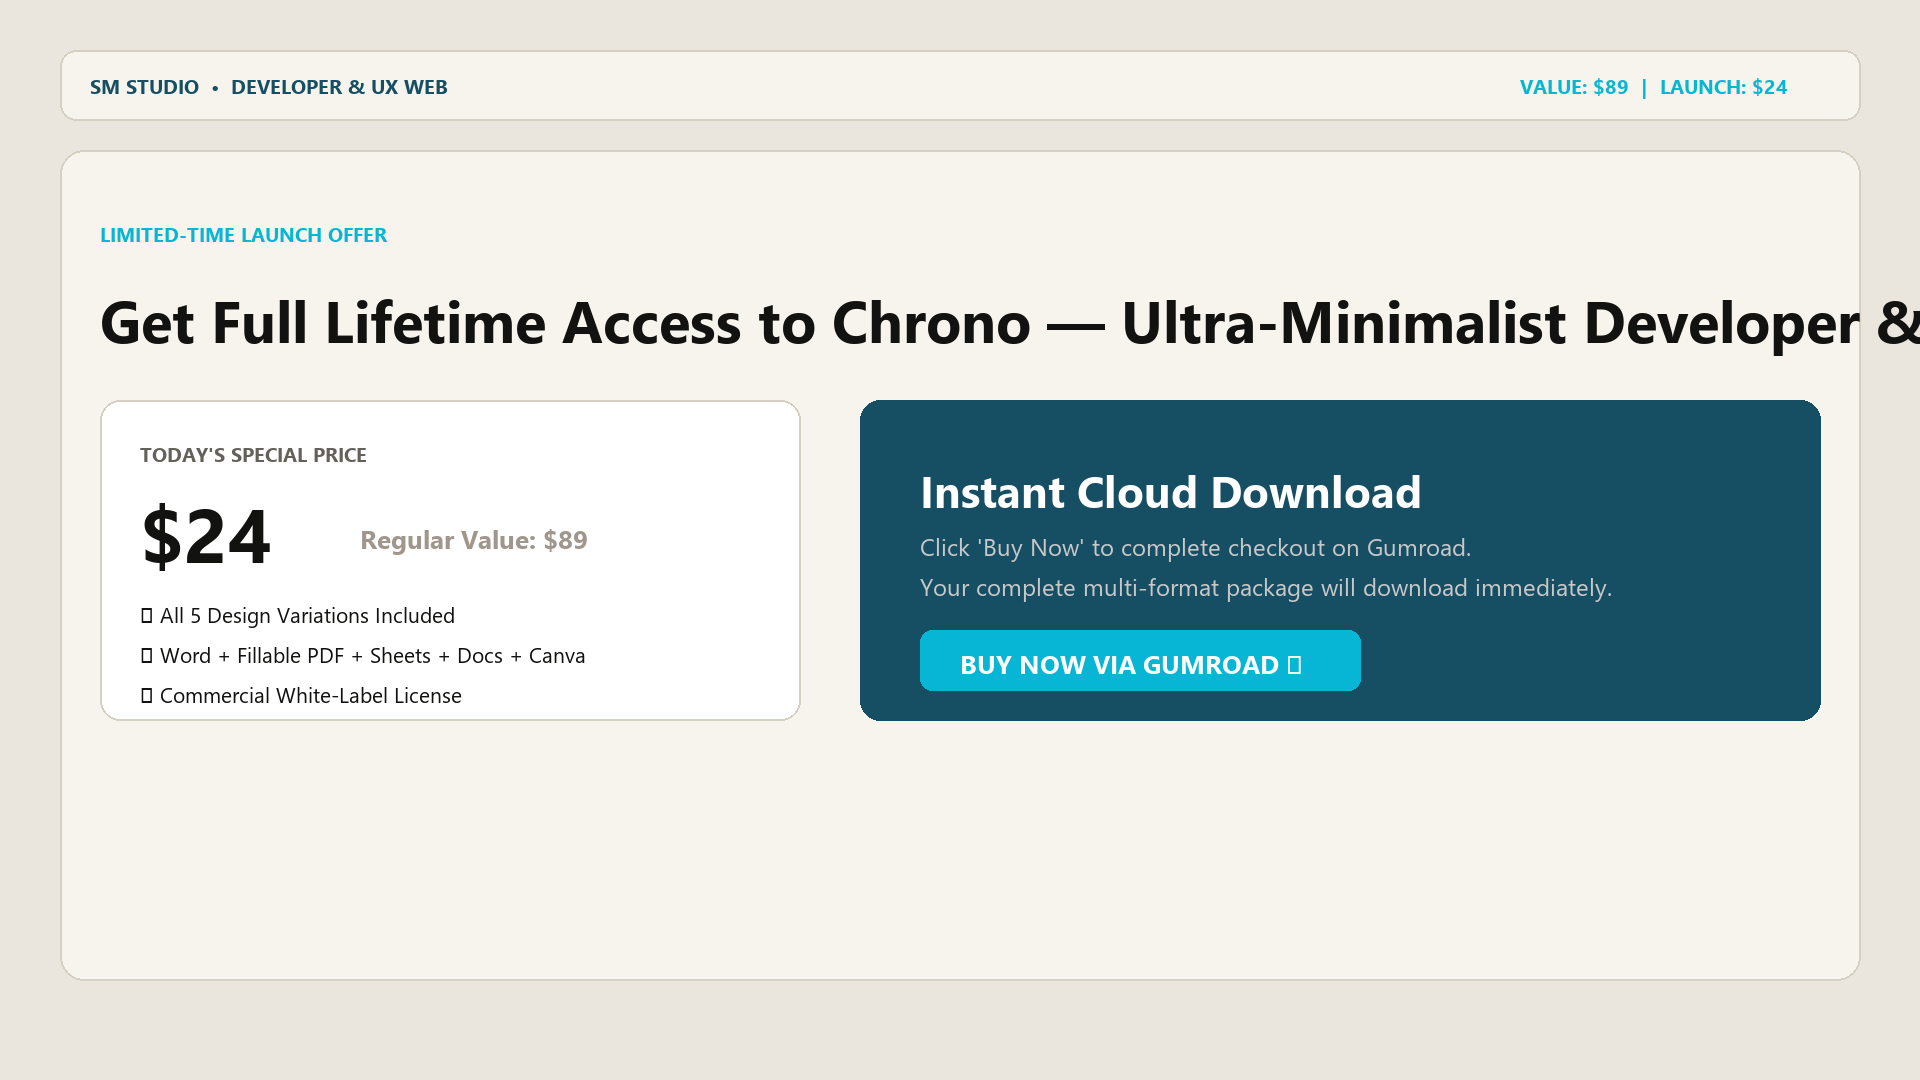 SM STUDIO • DEVELOPER & UX WEB
VALUE: $89 | LAUNCH: $24
LIMITED-TIME LAUNCH OFFER
Get Full Lifetime Access to Chrono — Ultra-Minimalist Developer &
TODAY'S SPECIAL PRICE
$24
Regular Value: $89
All 5 Design Variations Included
Word + Fillable PDF + Sheets + Docs + Canva
Commercial White-Label License
Instant Cloud Download
Click 'Buy Now' to complete checkout on Gumroad.
Your complete multi-format package will download immediately.
BUY NOW VIA GUMROAD